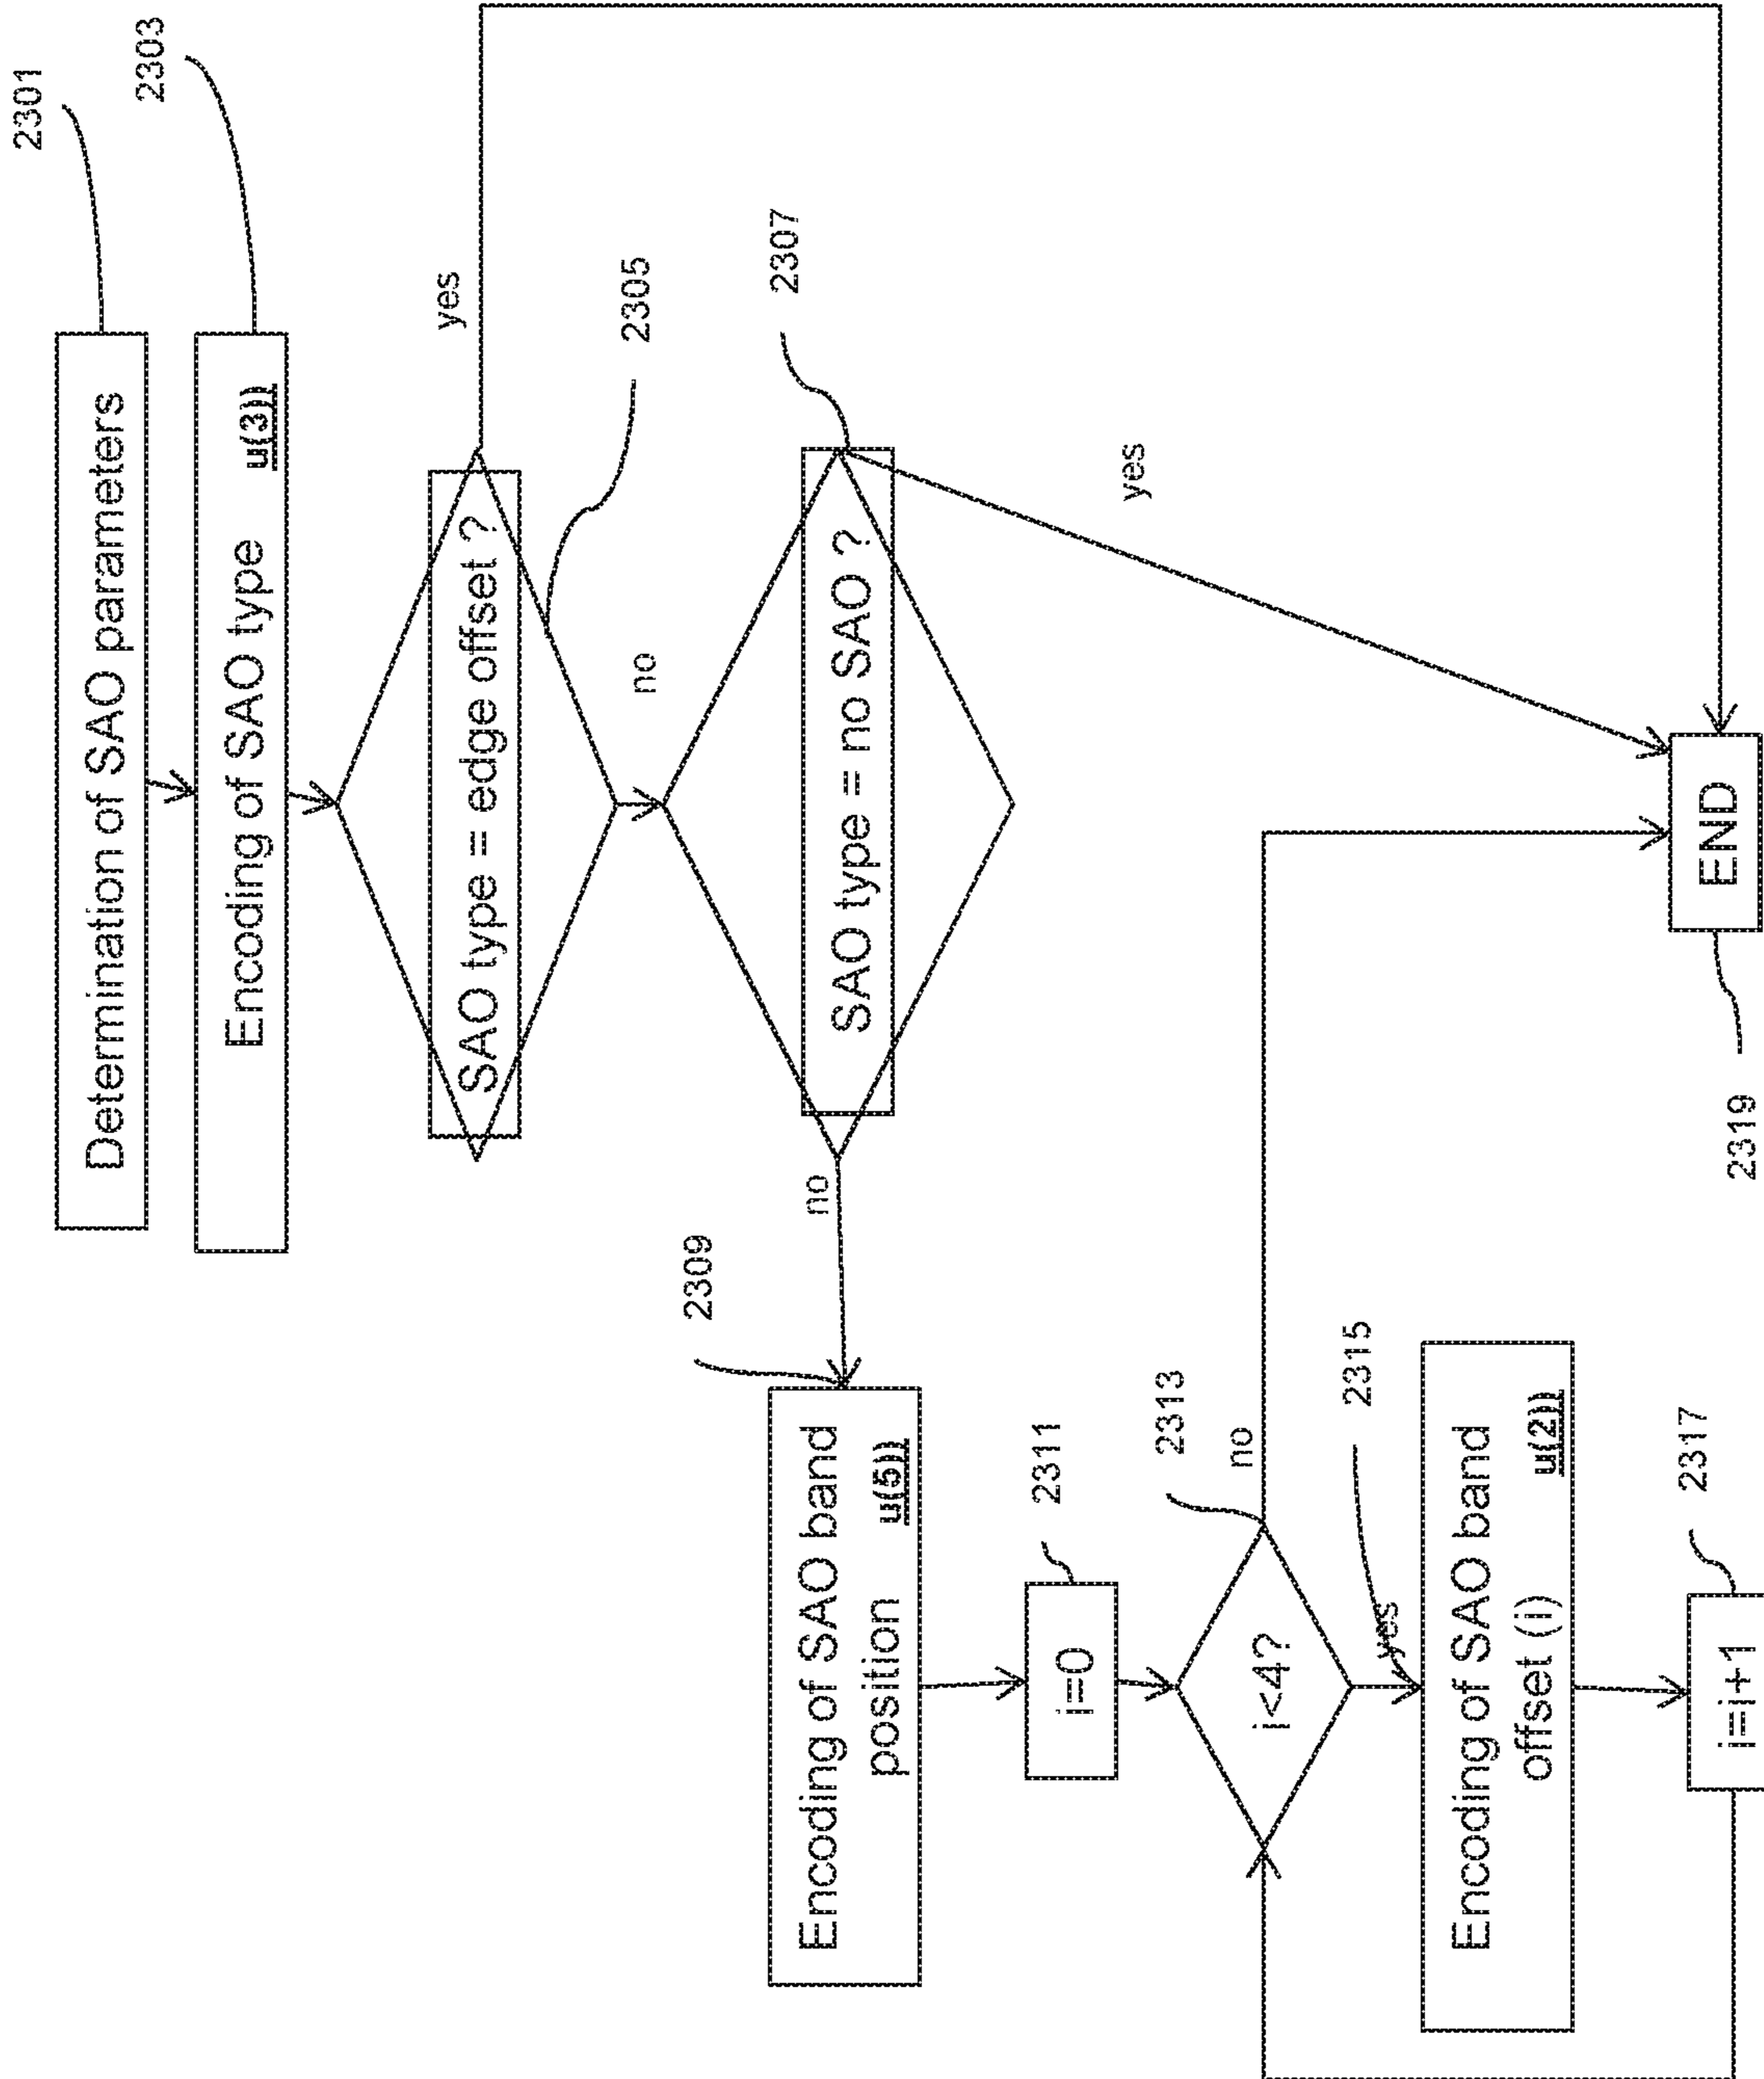 2301
Determination of SAO parameters
2303
Encoding of SAO type
u(3))
yes
SAO type = edge offset ?
2305
no
2307
SAO type = no SAO ?
yes
no
2309
Encoding of SAO band
position
u(5))
2311
i=0
2313
i<4?
no
2315
yes
Encoding of SAO band
offset (i)
u(2))
2317
i=i+1
END
2319